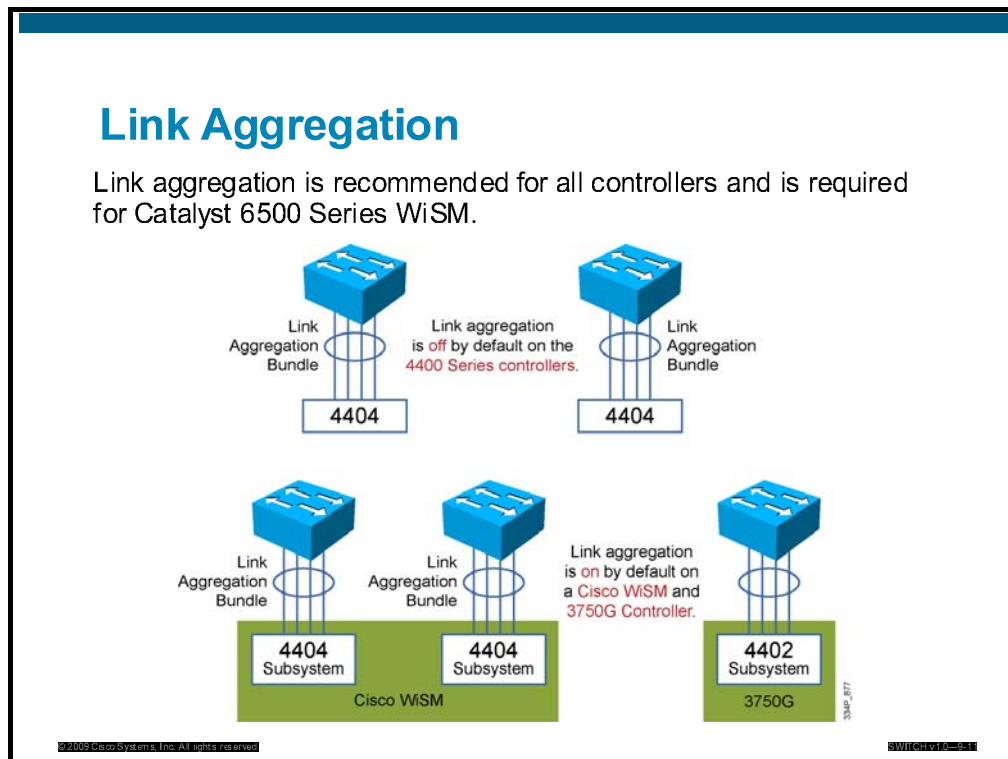 Link Aggregation
Link aggregation is recommended for all controllers and is required
for Catalyst 6500 Series WiSM.
Link
Aggregation
Bundle
Link aggregation
is off by default on the
4400 Series controllers.
Link
Aggregation
Bundle
4404
4404
Link
Aggregation
Bundle
Link
Aggregation
Bundle
Link aggregation
is on by default on
a Cisco WiSM and
3750G Controller.
4404
Subsystem
4404
Subsystem
4402
Subsystem
Cisco WiSM
3750G
334P_877
© 2009 Cisco Systems, Inc. All rights reserved.
SWITCH v1.0—9-11